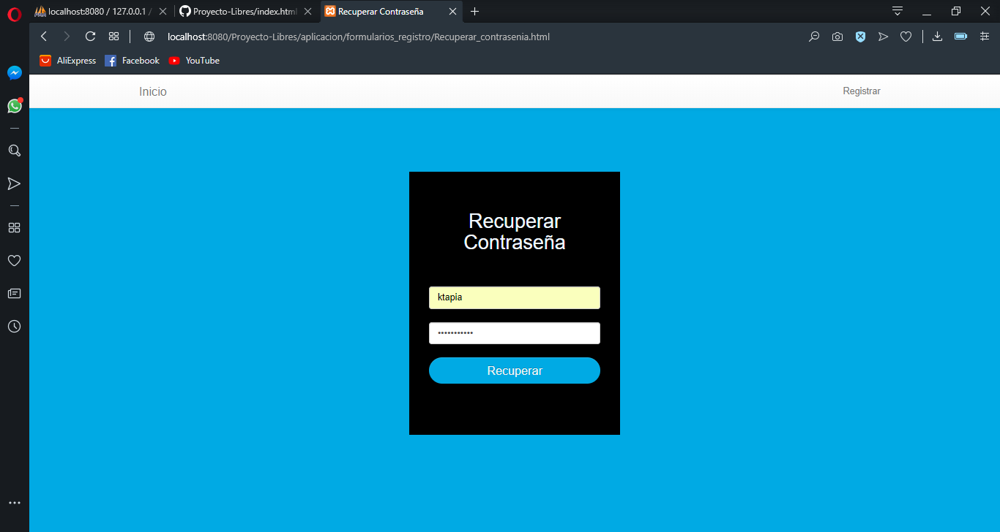 localhost:8080 / 127.0.0.1 /
Proyecto-Libres/index.html
Recuperar Contraseña
localhost:8080/Proyecto-Libres/aplicacion/formularios_registro/Recuperar_contrasenia.html
AliExpress
Facebook
YouTube
Inicio
Registrar
Recuperar
Contraseña
ktapia
•••••••••••
Recuperar